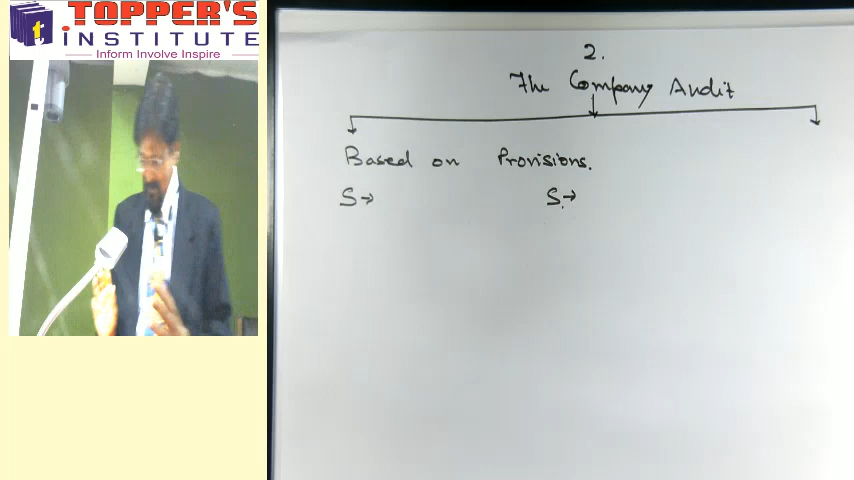 TOPPER'S
t
INSTITUTE
Inform Involve Inspire
2.
The Company Audit
Based on Provisions.
S→ S.→